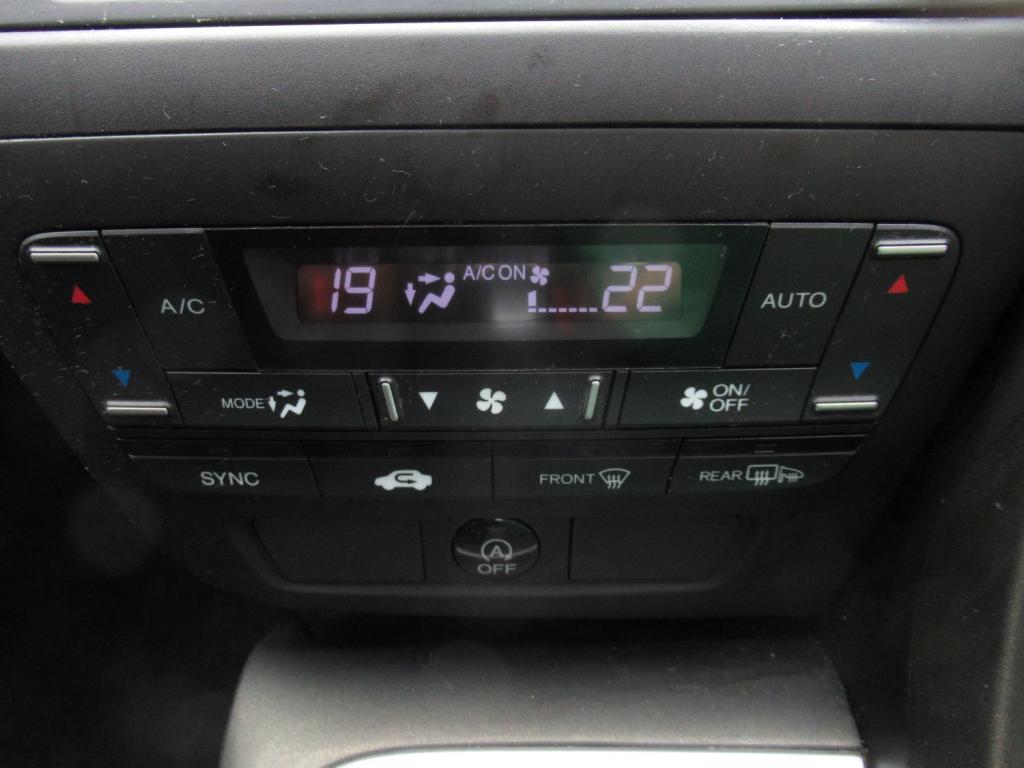 19 A/C ON 22
A/C
AUTO
MODE
ON/
OFF
SYNC
FRONT
REAR
A
OFF